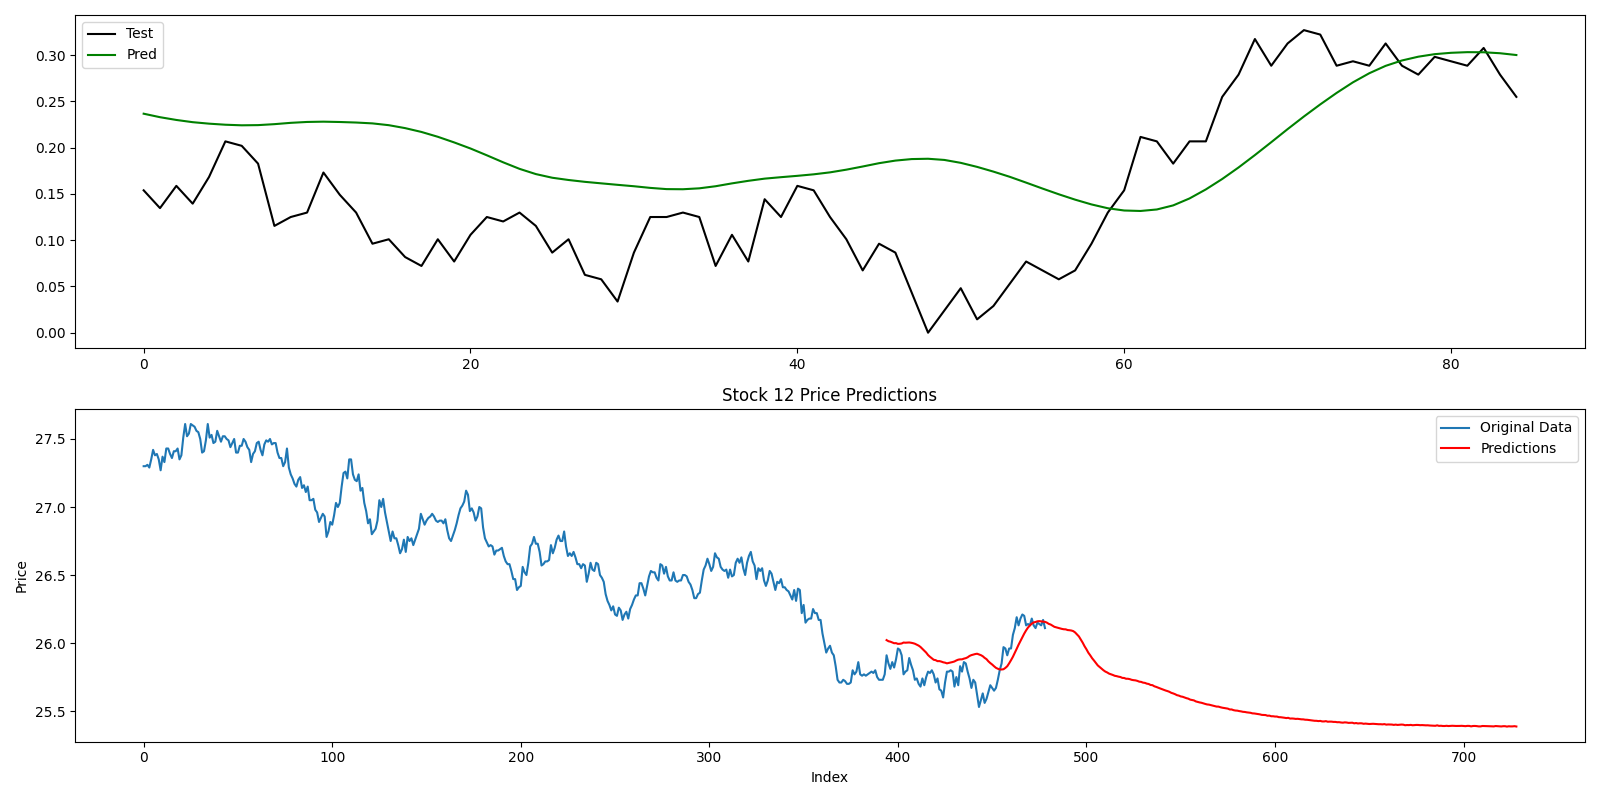 Test
Pred
0.30
0.25
0.20
0.15
0.10
0.05
0.00
0 20 40 60 80
Stock 12 Price Predictions
Original Data
Predictions
27.5
27.0
26.5
26.0
25.5
Price
0 100 200 300 400 500 600 700
Index